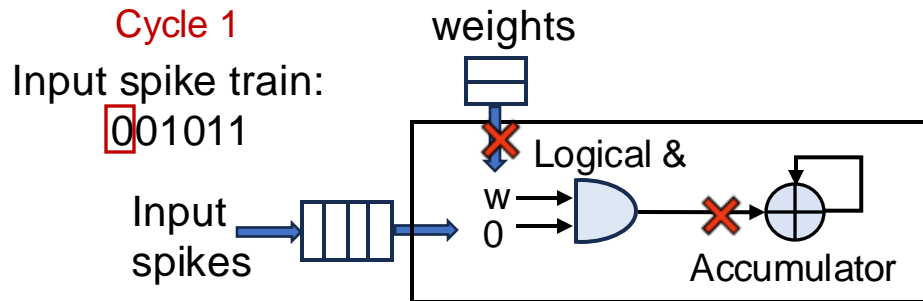 Cycle 1
Input spike train:
001011
weights
Logical &
w
0
Input
spikes
Accumulator